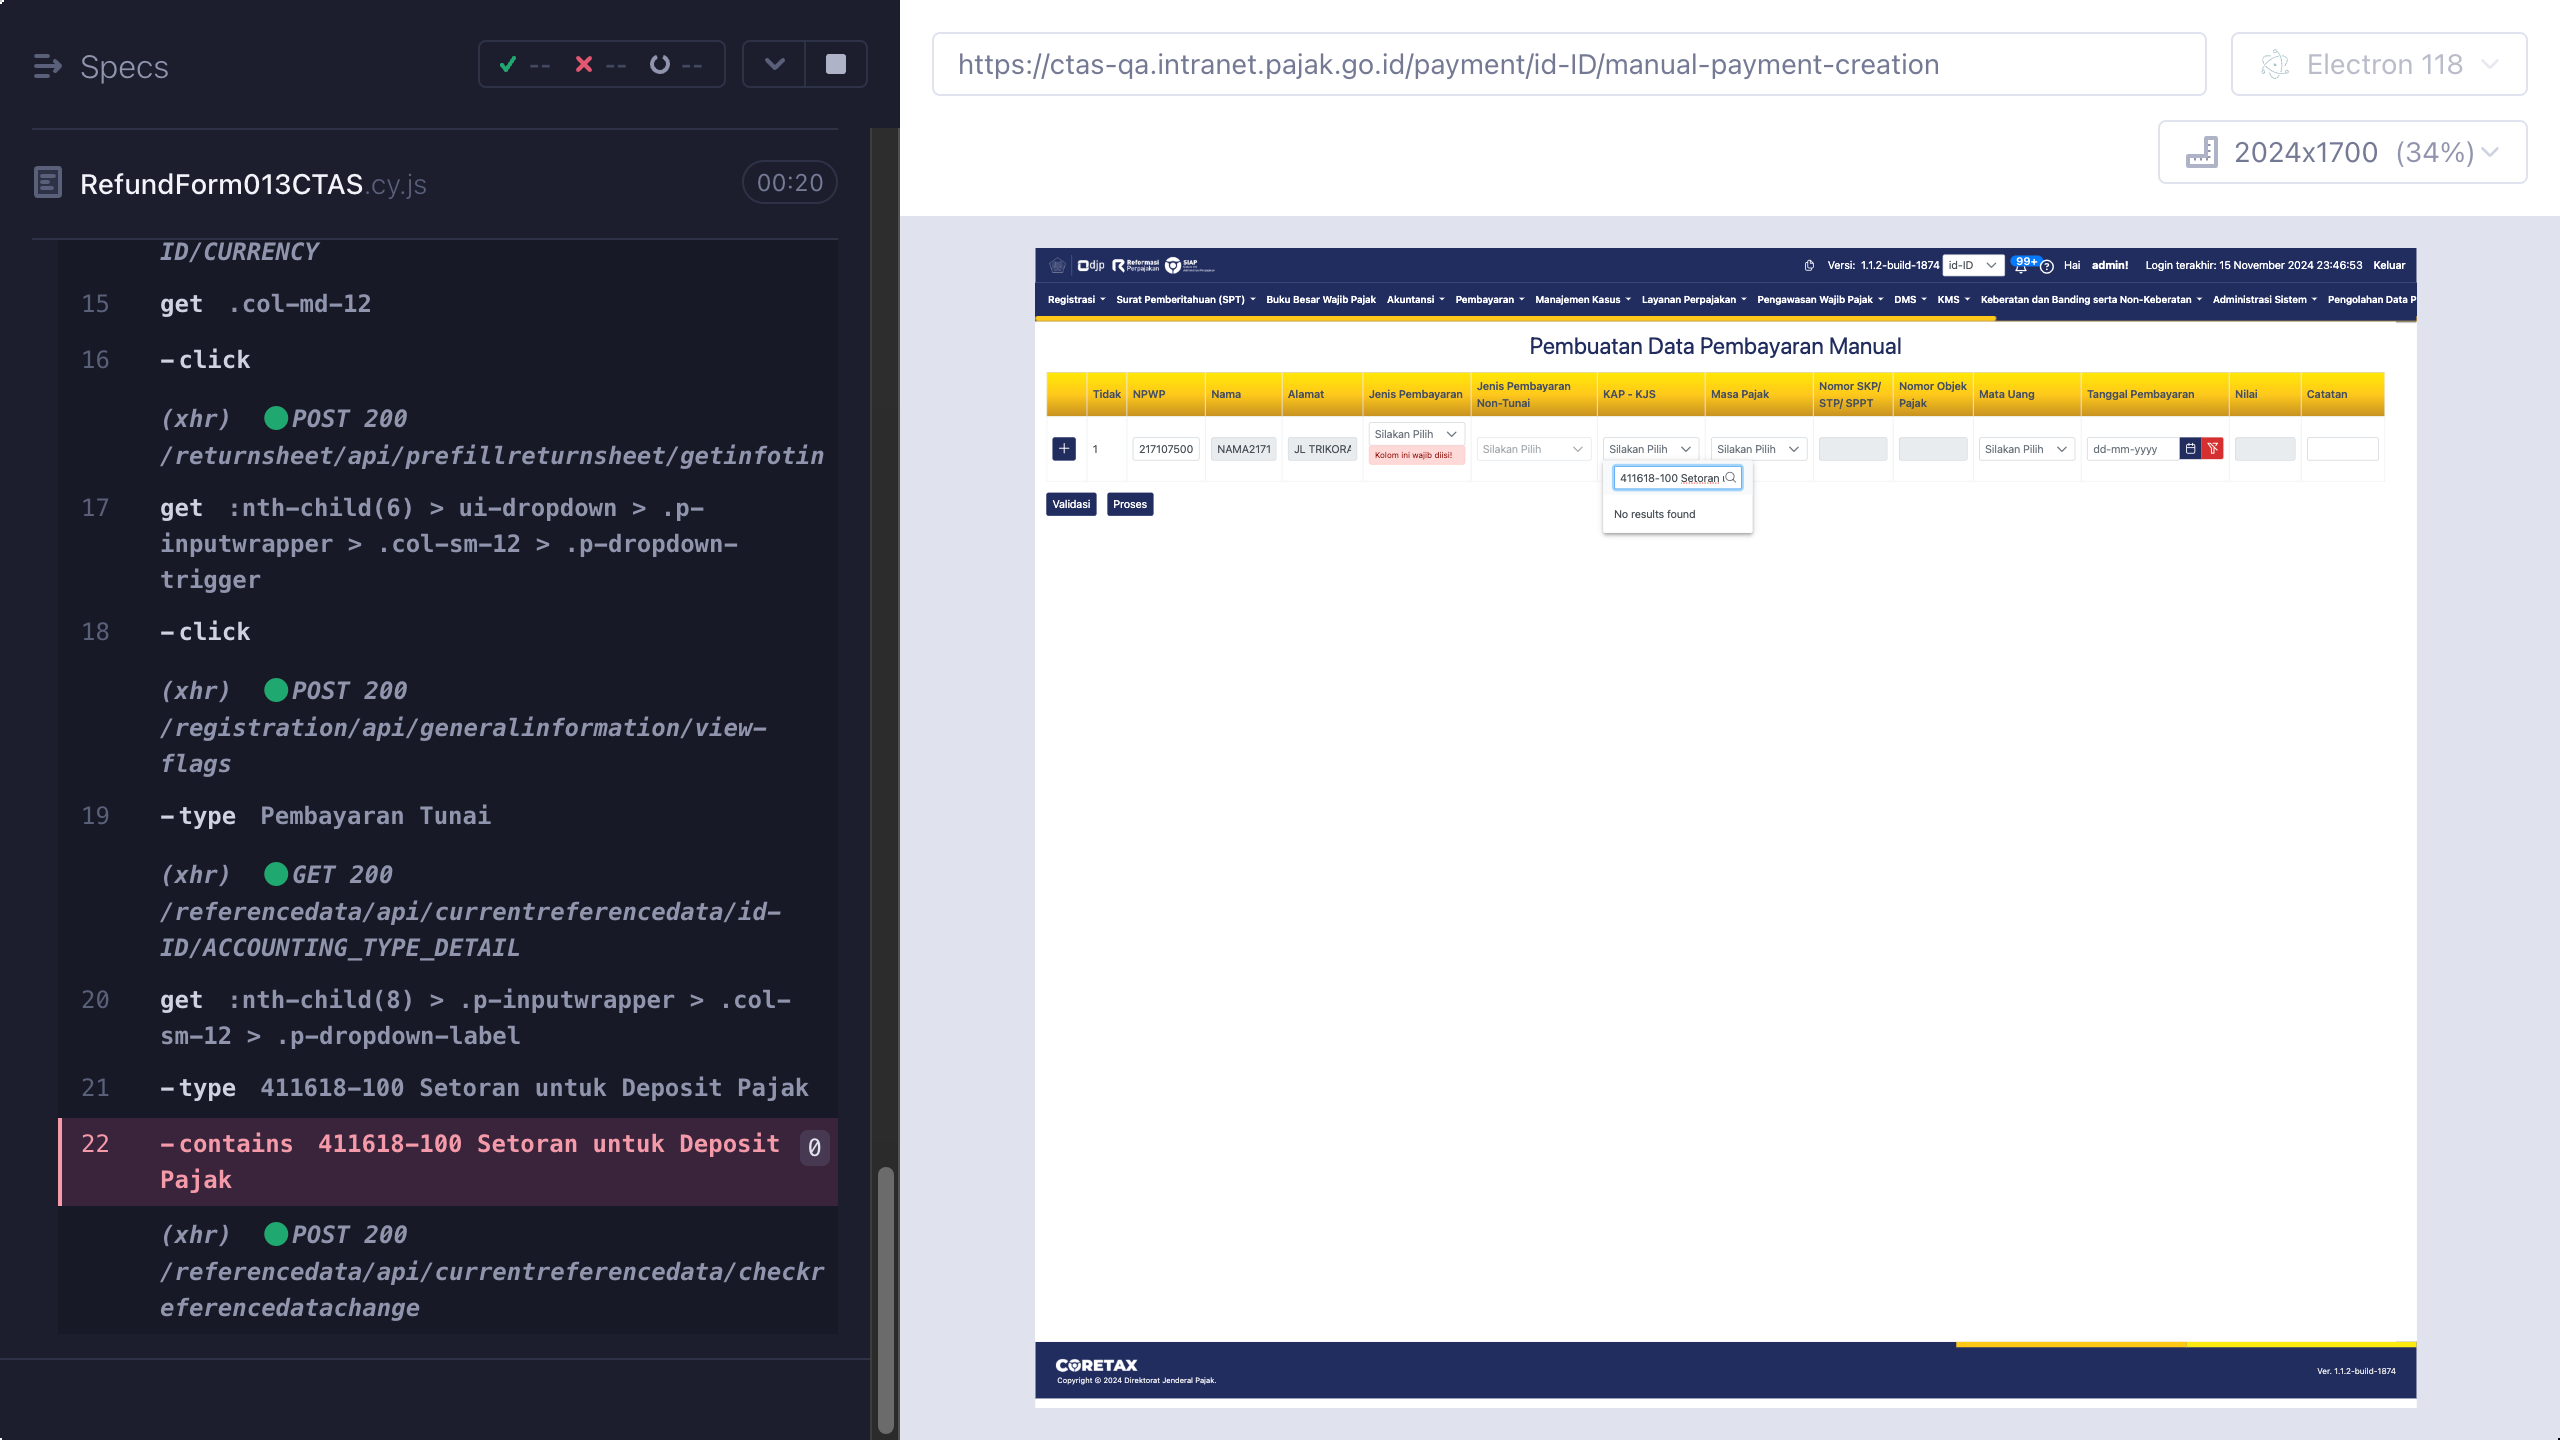 Specs
-- -- --
RefundForm013CTAS.cy.js
00:20
ID/CURRENCY
15 get .col-md-12
16 -click
(xhr) POST 200
/returnsheet/api/prefillreturnsheet/getinfotin
17 get :nth-child(6) > ui-dropdown > .p-
inputwrapper > .col-sm-12 > .p-dropdown-
trigger
18 -click
(xhr) POST 200
/registration/api/generalinformation/view-
flags
19 -type Pembayaran Tunai
(xhr) GET 200
/referencedata/api/currentreferencedata/id-
ID/ACCOUNTING_TYPE_DETAIL
20 get :nth-child(8) > .p-inputwrapper > .col-
sm-12 > .p-dropdown-label
21 -type 411618-100 Setoran untuk Deposit Pajak
22 -contains 411618-100 Setoran untuk Deposit 0
Pajak
(xhr) POST 200
/referencedata/api/currentreferencedata/checkr
eferencedatachange
https://ctas-qa.intranet.pajak.go.id/payment/id-ID/manual-payment-creation
Electron 118
2024x1700 (34%)
djp Reformasi Perpajakan SIAP
Versi: 1.1.2-build-1874 id-ID 99+ Hai admin! Login terakhir: 15 November 2024 23:46:53 Keluar
Registrasi Surat Pemberitahuan (SPT) Buku Besar Wajib Pajak Akuntansi Pembayaran Manajemen Kasus Layanan Perpajakan Pengawasan Wajib Pajak DMS KMS Keberatan dan Banding serta Non-Keberatan Administrasi Sistem Pengolahan Data P
Pembuatan Data Pembayaran Manual
Tidak NPWP Nama Alamat Jenis Pembayaran Jenis Pembayaran Non-Tunai KAP - KJS Masa Pajak Nomor SKP/ STP/ SPPT Nomor Objek Pajak Mata Uang Tanggal Pembayaran Nilai Catatan
1 217107500 NAMA2171 JL TRIKORA Silakan Pilih Silakan Pilih Silakan Pilih Silakan Pilih Silakan Pilih dd-mm-yyyy
Kolom ini wajib diisi!
411618-100 Setoran
No results found
Validasi Proses
CORETAX
Copyright © 2024 Direktorat Jenderal Pajak.
Ver. 1.1.2-build-1874